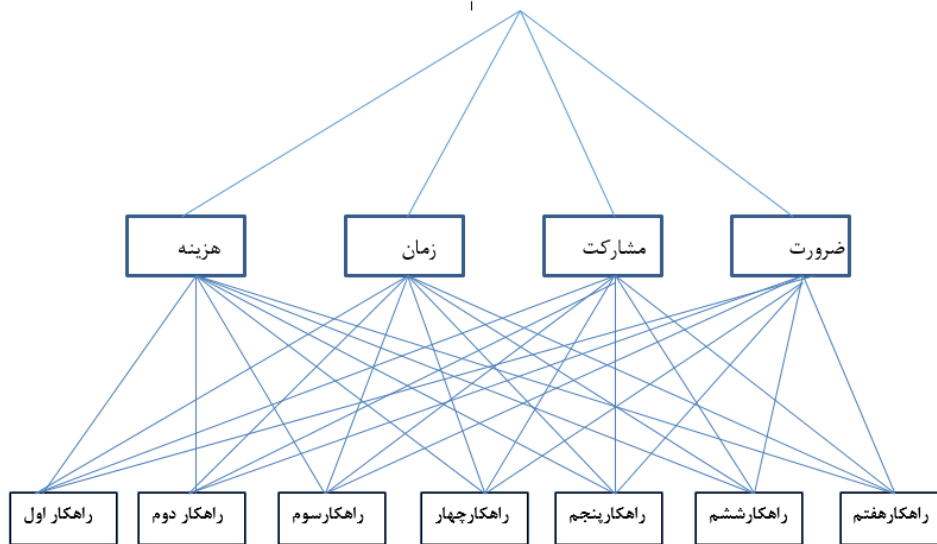 ضرورت
مشارکت
زمان
هزینه
راهکار اول
راهکار دوم
راهکارسوم
راهکارچهار
راهکارپنجم
راهکارششم
راهکارهفتم